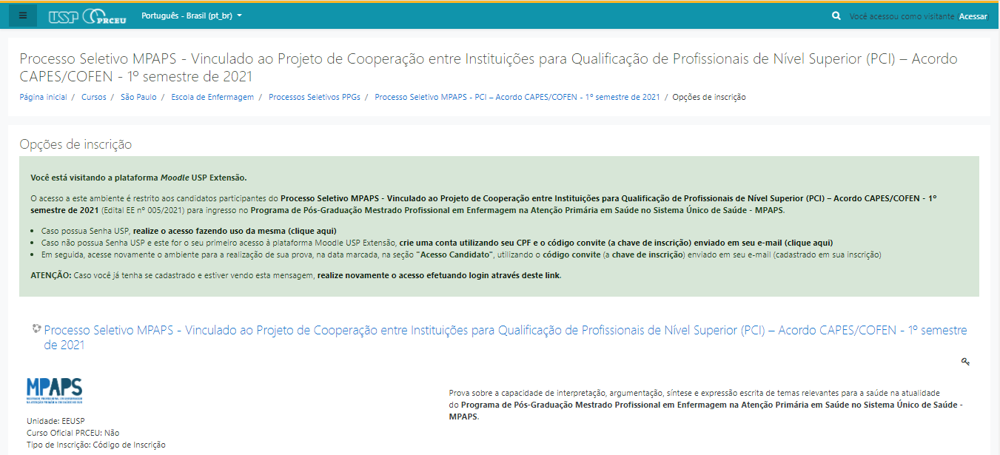 USP PRCEU Português - Brasil (pt_br) Você acessou como visitante Acessar
Processo Seletivo MPAPS - Vinculado ao Projeto de Cooperação entre Instituições para Qualificação de Profissionais de Nível Superior (PCI) – Acordo
CAPES/COFEN - 1º semestre de 2021
Página inicial / Cursos / São Paulo / Escola de Enfermagem / Processos Seletivos PPGs / Processo Seletivo MPAPS - PCI – Acordo CAPES/COFEN - 1º semestre de 2021 / Opções de inscrição
Opções de inscrição
Você está visitando a plataforma Moodle USP Extensão.
O acesso a este ambiente é restrito aos candidatos participantes do Processo Seletivo MPAPS - Vinculado ao Projeto de Cooperação entre Instituições para Qualificação de Profissionais de Nível Superior (PCI) – Acordo CAPES/COFEN - 1º
semestre de 2021 (Edital EE nº 005/2021) para ingresso no Programa de Pós-Graduação Mestrado Profissional em Enfermagem na Atenção Primária em Saúde no Sistema Único de Saúde - MPAPS.
• Caso possua Senha USP, realize o acesso fazendo uso da mesma (clique aqui)
• Caso não possua Senha USP e este for o seu primeiro acesso à plataforma Moodle USP Extensão, crie uma conta utilizando seu CPF e o código convite (a chave de inscrição) enviado em seu e-mail (clique aqui)
• Em seguida, acesse novamente o ambiente para a realização de sua prova, na data marcada, na seção "Acesso Candidato", utilizando o código convite (a chave de inscrição) enviado em seu e-mail (cadastrado em sua inscrição)
ATENÇÃO: Caso você já tenha se cadastrado e estiver vendo esta mensagem, realize novamente o acesso efetuando login através deste link.
Processo Seletivo MPAPS - Vinculado ao Projeto de Cooperação entre Instituições para Qualificação de Profissionais de Nível Superior (PCI) – Acordo CAPES/COFEN - 1º semestre
de 2021
MPAPS
MESTRADO PROFISSIONAL EM ENFERMAGEM
NA ATENÇÃO PRIMÁRIA EM SAÚDE NO SUS
Unidade: EEUSP
Curso Oficial PRCEU: Não
Tipo de Inscrição: Código de Inscrição
Prova sobre a capacidade de interpretação, argumentação, síntese e expressão escrita de temas relevantes para a saúde na atualidade
do Programa de Pós-Graduação Mestrado Profissional em Enfermagem na Atenção Primária em Saúde no Sistema Único de Saúde -
MPAPS.